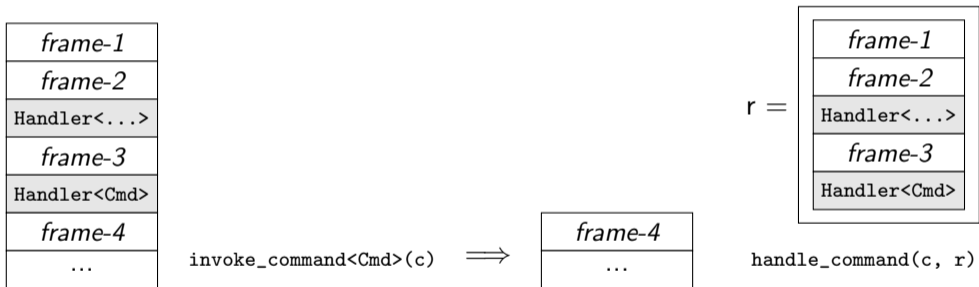 frame-1
frame-2
Handler<...>
frame-3
Handler<Cmd>
frame-4
...
invoke_command<Cmd>(c)
⟹
frame-4
...
r =
frame-1
frame-2
Handler<...>
frame-3
Handler<Cmd>
handle_command(c, r)